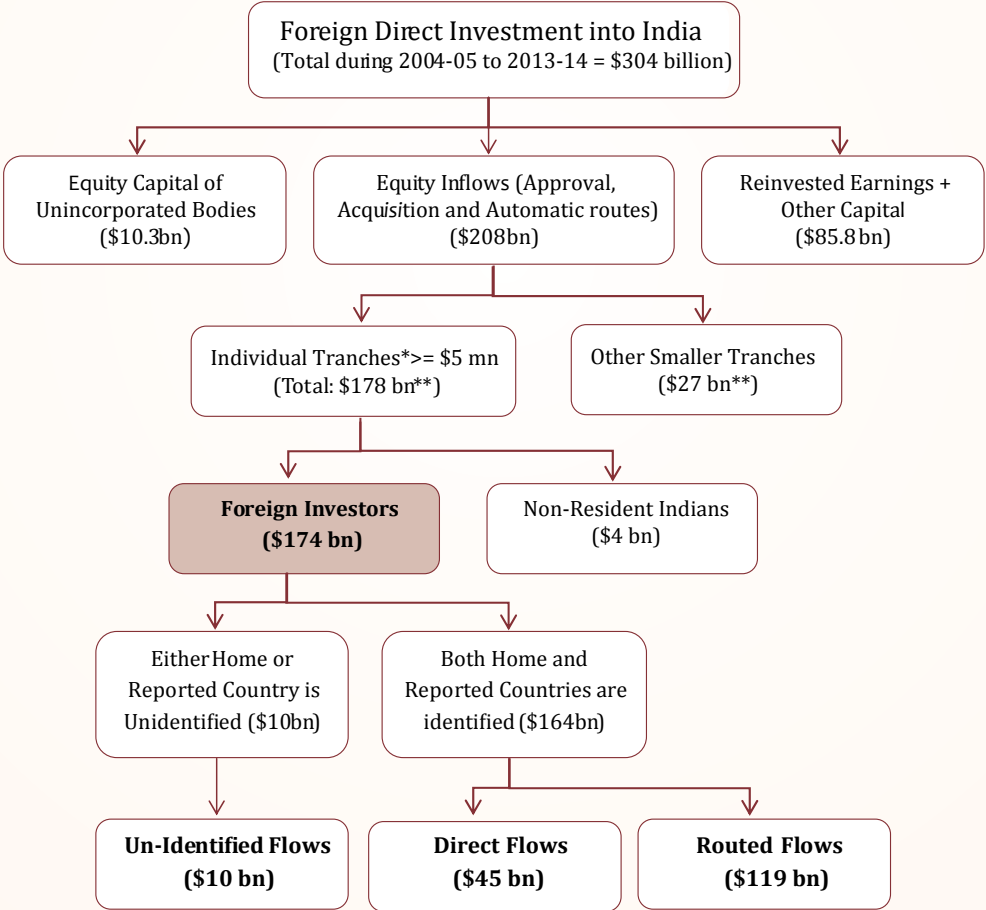 Foreign Direct Investment into India
(Total during 2004-05 to 2013-14 = $304 billion)
Equity Capital of
Unincorporated Bodies
($10.3bn)
Equity Inflows (Approval,
Acquisition and Automatic routes)
($208bn)
Reinvested Earnings +
Other Capital
($85.8bn)
Individual Tranches*>= $5 mn
(Total: $178 bn**)
Other Smaller Tranches
($27 bn**)
Foreign Investors
($174 bn)
Non-Resident Indians
($4 bn)
Either Home or
Reported Country is
Unidentified ($10bn)
Both Home and
Reported Countries are
identified ($164bn)
Un-Identified Flows
($10 bn)
Direct Flows
($45 bn)
Routed Flows
($119 bn)